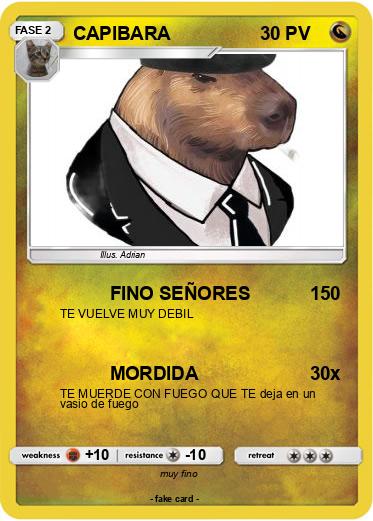 FASE 2
CAPIBARA 30 PV
Illus. Adrian
FINO SEÑORES 150
TE VUELVE MUY DEBIL
MORDIDA 30x
TE MUERDE CON FUEGO QUE TE deja en un
vasio de fuego
weakness +10 resistance -10 retreat
muy fino
- fake card -